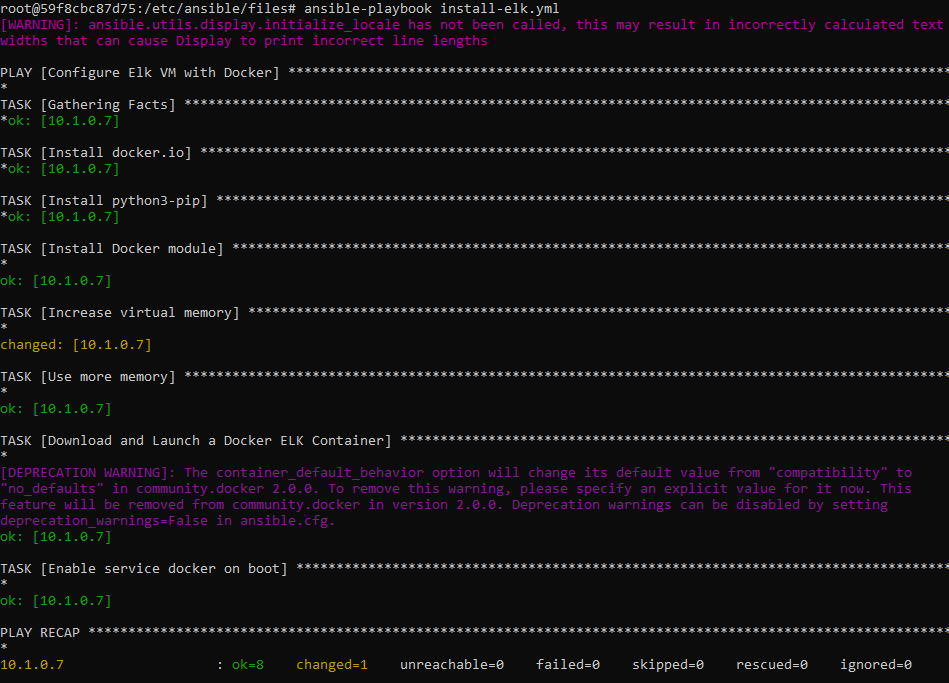 root@59f8cbc87d75:/etc/ansible/files# ansible-playbook install-elk.yml
[WARNING]: ansible.utils.display.initialize_locale has not been called, this may result in incorrectly calculated text
widths that can cause Display to print incorrect line lengths
PLAY [Configure Elk VM with Docker] ***********************************************************************************
*
TASK [Gathering Facts] ************************************************************************************************
*ok: [10.1.0.7]
TASK [Install docker.io] **********************************************************************************************
*ok: [10.1.0.7]
TASK [Install python3-pip] ********************************************************************************************
*ok: [10.1.0.7]
TASK [Install Docker module] ******************************************************************************************
*
ok: [10.1.0.7]
TASK [Increase virtual memory] ****************************************************************************************
*
changed: [10.1.0.7]
TASK [Use more memory] ************************************************************************************************
*
ok: [10.1.0.7]
TASK [Download and Launch a Docker ELK Container] *********************************************************************
*
[DEPRECATION WARNING]: The container_default_behavior option will change its default value from "compatibility" to
"no_defaults" in community.docker 2.0.0. To remove this warning, please specify an explicit value for it now. This
feature will be removed from community.docker in version 2.0.0. Deprecation warnings can be disabled by setting
deprecation_warnings=False in ansible.cfg.
ok: [10.1.0.7]
TASK [Enable service docker on boot] **********************************************************************************
*
ok: [10.1.0.7]
PLAY RECAP ************************************************************************************************************
*
10.1.0.7                   : ok=8    changed=1    unreachable=0    failed=0    skipped=0    rescued=0    ignored=0